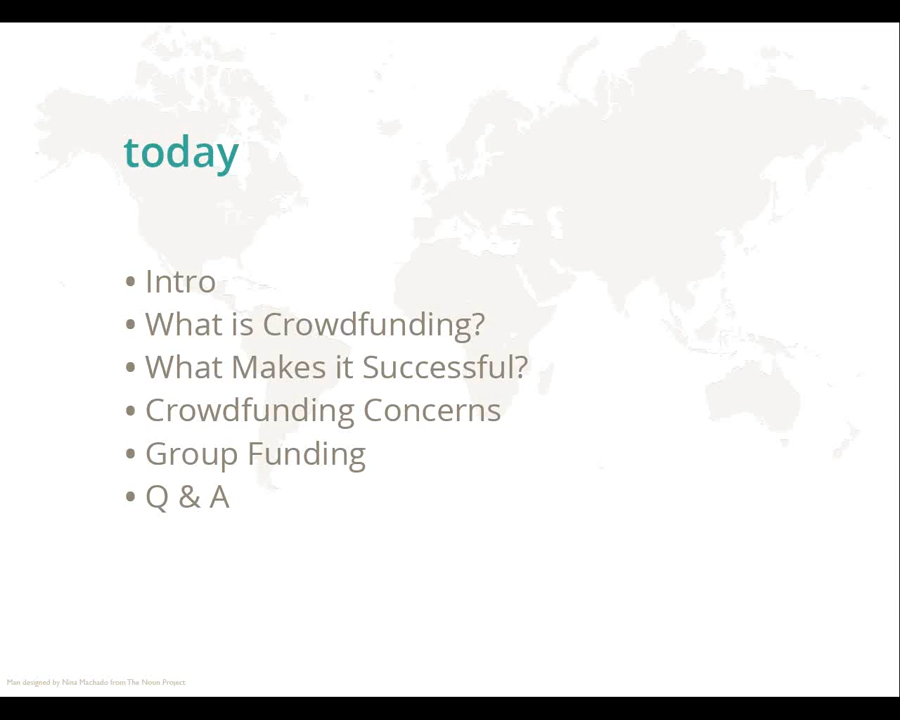 today
• Intro
• What is Crowdfunding?
• What Makes it Successful?
• Crowdfunding Concerns
• Group Funding
• Q & A
Man designed by Nina Machado from The Noun Project